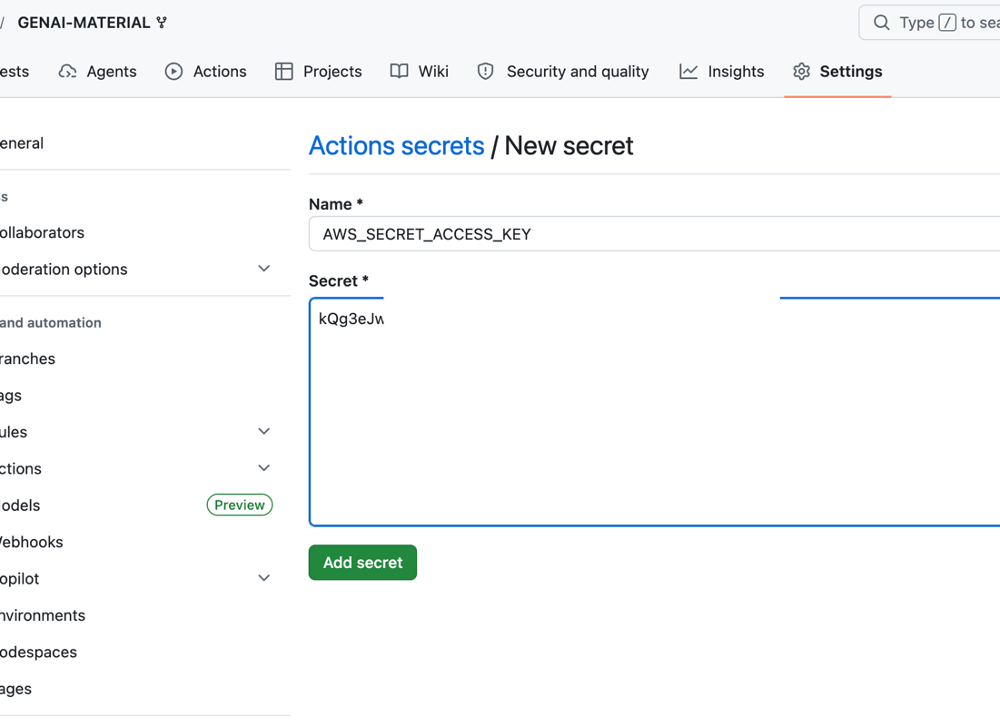 / GENAI-MATERIAL
Type / to sea
ests Agents Actions Projects Wiki Security and quality Insights Settings
eneral
s
ollaborators
oderation options
and automation
ranches
ags
ules
ctions
odels Preview
ebhooks
opilot
nvironments
odespaces
ages
Actions secrets / New secret
Name *
AWS_SECRET_ACCESS_KEY
Secret *
kQg3eJw
Add secret